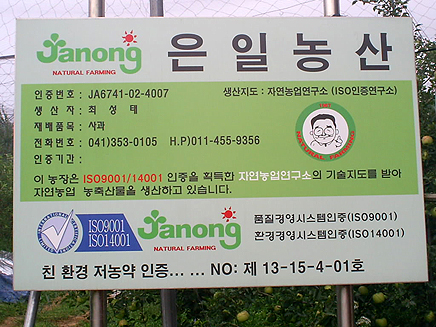 Janong
NATURAL FARMING
은일농산
인증번호 : JA6741-02-4007
생산지도 : 자연농업연구소 (ISO인증연구소)
생 산 자 : 최 성 태
재배품목 : 사과
전화번호 : 041)353-0105 H.P)011-455-9356
인증기관 :
NATURAL FARMING
이 농장은 ISO9001/14001 인증을 획득한 자연농업연구소의 기술지도를 받아
자연농업 농축산물을 생산하고 있습니다.
ISO9001
ISO14001
Janong
NATURAL FARMING
품질경영시스템인증(ISO9001)
환경경영시스템인증(ISO14001)
친 환경 저농약 인증... ... NO: 제 13-15-4-01호